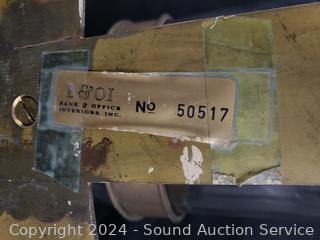 B&OI
BANK & OFFICE
INTERIORS, INC.
No 50517
Copyright © 2024 - Sound Auction Service